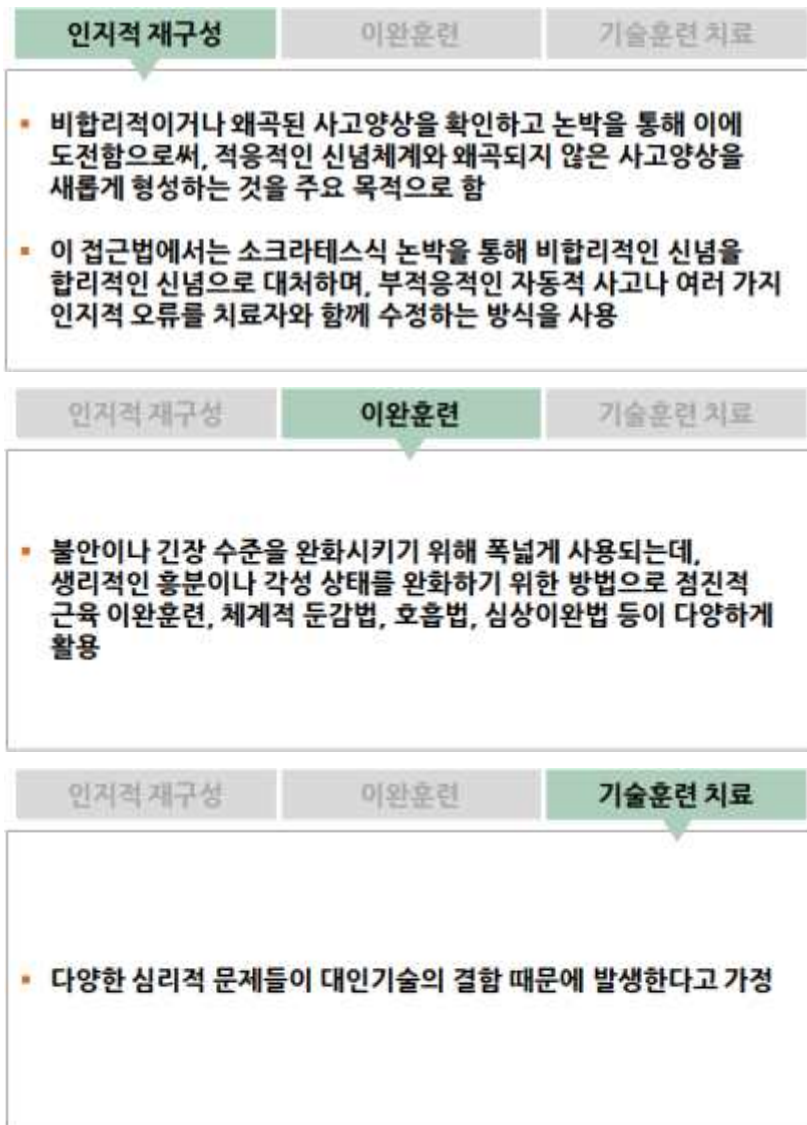 인지적 재구성
이완훈련
기술훈련 치료
▪ 비합리적이거나 왜곡된 사고양상을 확인하고 논박을 통해 이에
도전함으로써, 적응적인 신념체계와 왜곡되지 않은 사고양상을
새롭게 형성하는 것을 주요 목적으로 함
▪ 이 접근법에서는 소크라테스식 논박을 통해 비합리적인 신념을
합리적인 신념으로 대처하며, 부적응적인 자동적 사고나 여러 가지
인지적 오류를 치료자와 함께 수정하는 방식을 사용
인지적 재구성
이완훈련
기술훈련 치료
▪ 불안이나 긴장 수준을 완화시키기 위해 폭넓게 사용되는데,
생리적인 흥분이나 각성 상태를 완화하기 위한 방법으로 점진적
근육 이완훈련, 체계적 둔감법, 호흡법, 심상이완법 등이 다양하게
활용
인지적 재구성
이완훈련
기술훈련 치료
▪ 다양한 심리적 문제들이 대인기술의 결함 때문에 발생한다고 가정